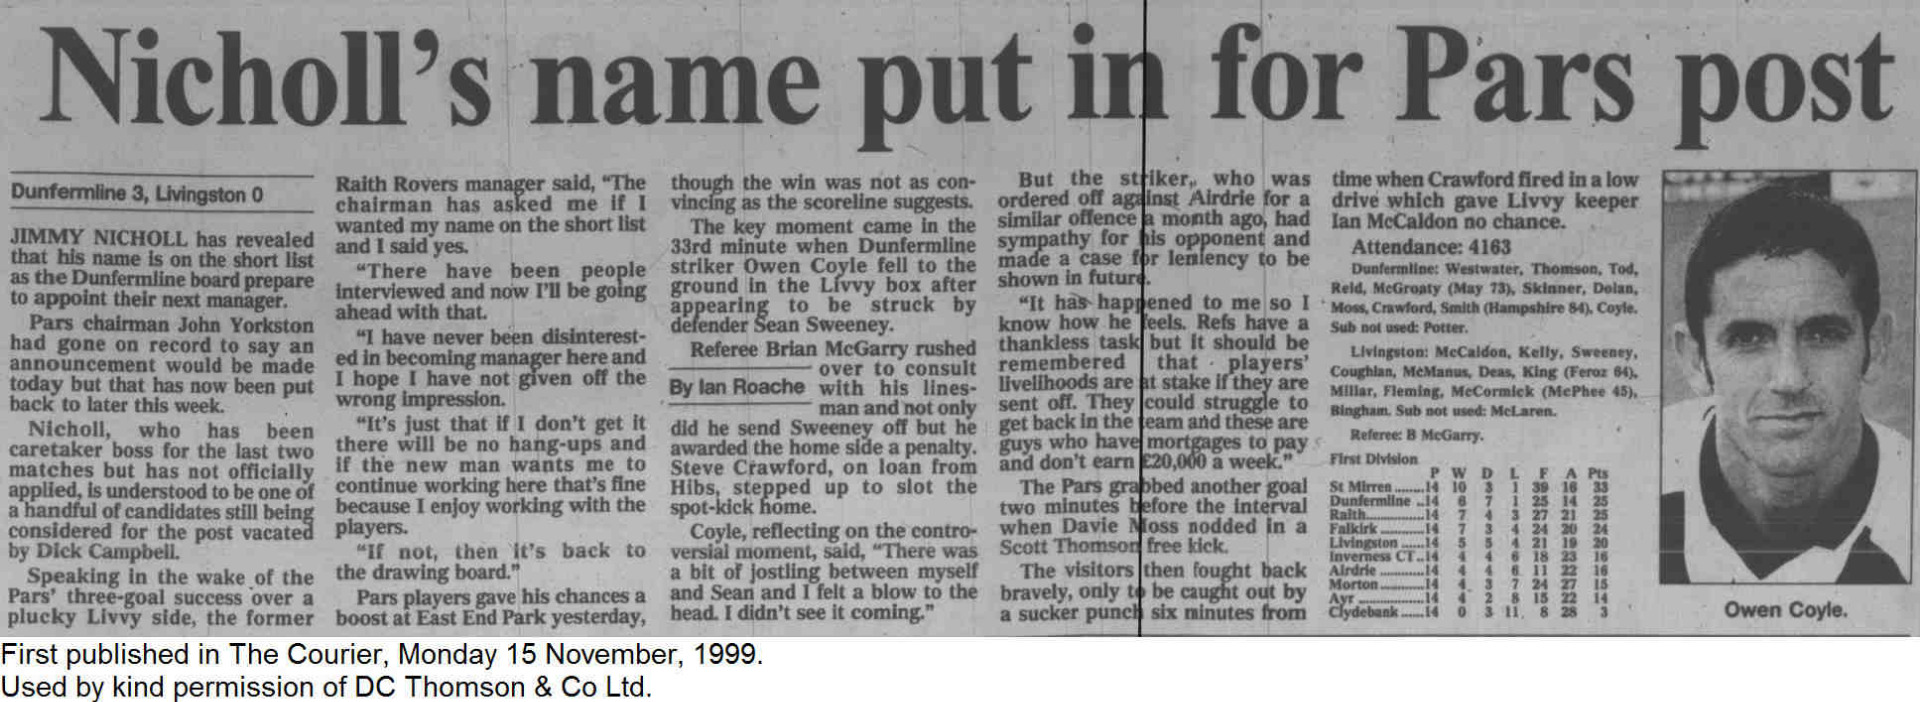 Nicholl's name put in for Pars post
Dunfermline 3, Livingston 0
JIMMY NICHOLL has revealed
that his name is on the short list
as the Dunfermline board prepare
to appoint their next manager.
Pars chairman John Yorkston
had gone on record to say an
announcement would be made
today but that has now been put
back to later this week.
Nicholl, who has been
caretaker boss for the last two
matches but has not officially
applied, is understood to be one of
a handful of candidates still being
considered for the post vacated
by Dick Campbell.
Speaking in the wake of the
Pars' three-goal success over a
plucky Livvy side, the former
Raith Rovers manager said, “The
chairman has asked me if I
wanted my name on the short list
and I said yes.
“There have been people
interviewed and now I'll be going
ahead with that.
“I have never been disinterest-
ed in becoming manager here and
I hope I have not given off the
wrong impression.
“It's just that if I don't get it
there will be no hang-ups and
if the new man wants me to
continue working here that's fine
because I enjoy working with the
players.
“If not, then it's back to
the drawing board.”
Pars players gave his chances a
boost at East End Park yesterday,
though the win was not as con-
vincing as the scoreline suggests.
The key moment came in the
33rd minute when Dunfermline
striker Owen Coyle fell to the
ground in the Livvy box after
appearing to be struck by
defender Sean Sweeney.
Referee Brian McGarry rushed
over to consult
By Ian Roache
with his lines-
man and not only
did he send Sweeney off but he
awarded the home side a penalty.
Steve Crawford, on loan from
Hibs, stepped up to slot the
spot-kick home.
Coyle, reflecting on the contro-
versial moment, said, “There was
a bit of jostling between myself
and Sean and I felt a blow to the
head. I didn't see it coming.”
But the striker, who was
ordered off against Airdrie for a
similar offence a month ago, had
sympathy for his opponent and
made a case for leniency to be
shown in future.
“It has happened to me so I
know how he feels. Refs have a
thankless task but it should be
remembered that players'
livelihoods are at stake if they are
sent off. They could struggle to
get back in the team and these are
guys who have mortgages to pay
and don't earn £20,000 a week.”
The Pars grabbed another goal
two minutes before the interval
when Davie Moss nodded in a
Scott Thomson free kick.
The visitors then fought back
bravely, only to be caught out by
a sucker punch six minutes from
time when Crawford fired in a low
drive which gave Livvy keeper
Ian McCaldon no chance.
Attendance: 4163
Dunfermline: Westwater, Thomson, Tod,
Reid, McGroaty (May 73), Skinner, Dolan,
Moss, Crawford, Smith (Hampshire 84), Coyle.
Sub not used: Potter.
Livingston: McCaldon, Kelly, Sweeney,
Coughlan, McManus, Deas, King (Feroz 64),
Millar, Fleming, McCormick (McPhee 45),
Bingham. Sub not used: McLaren.
Referee: B McGarry.
First Division
P W D L F A Pts
St Mirren ........14 10 3 1 39 16 33
Dunfermline ..14 6 7 1 25 14 25
Raith..............14 7 4 3 27 21 25
Falkirk ............14 7 3 4 24 20 24
Livingston ......14 5 5 4 21 19 20
Inverness CT..14 4 4 6 18 23 16
Airdrie ............14 4 4 6 11 22 16
Morton............14 4 3 7 24 27 15
Ayr ..................14 4 2 8 15 22 14
Clydebank ......14 0 3 11 8 28 3
Owen Coyle.
First published in The Courier, Monday 15 November, 1999.
Used by kind permission of DC Thomson & Co Ltd.